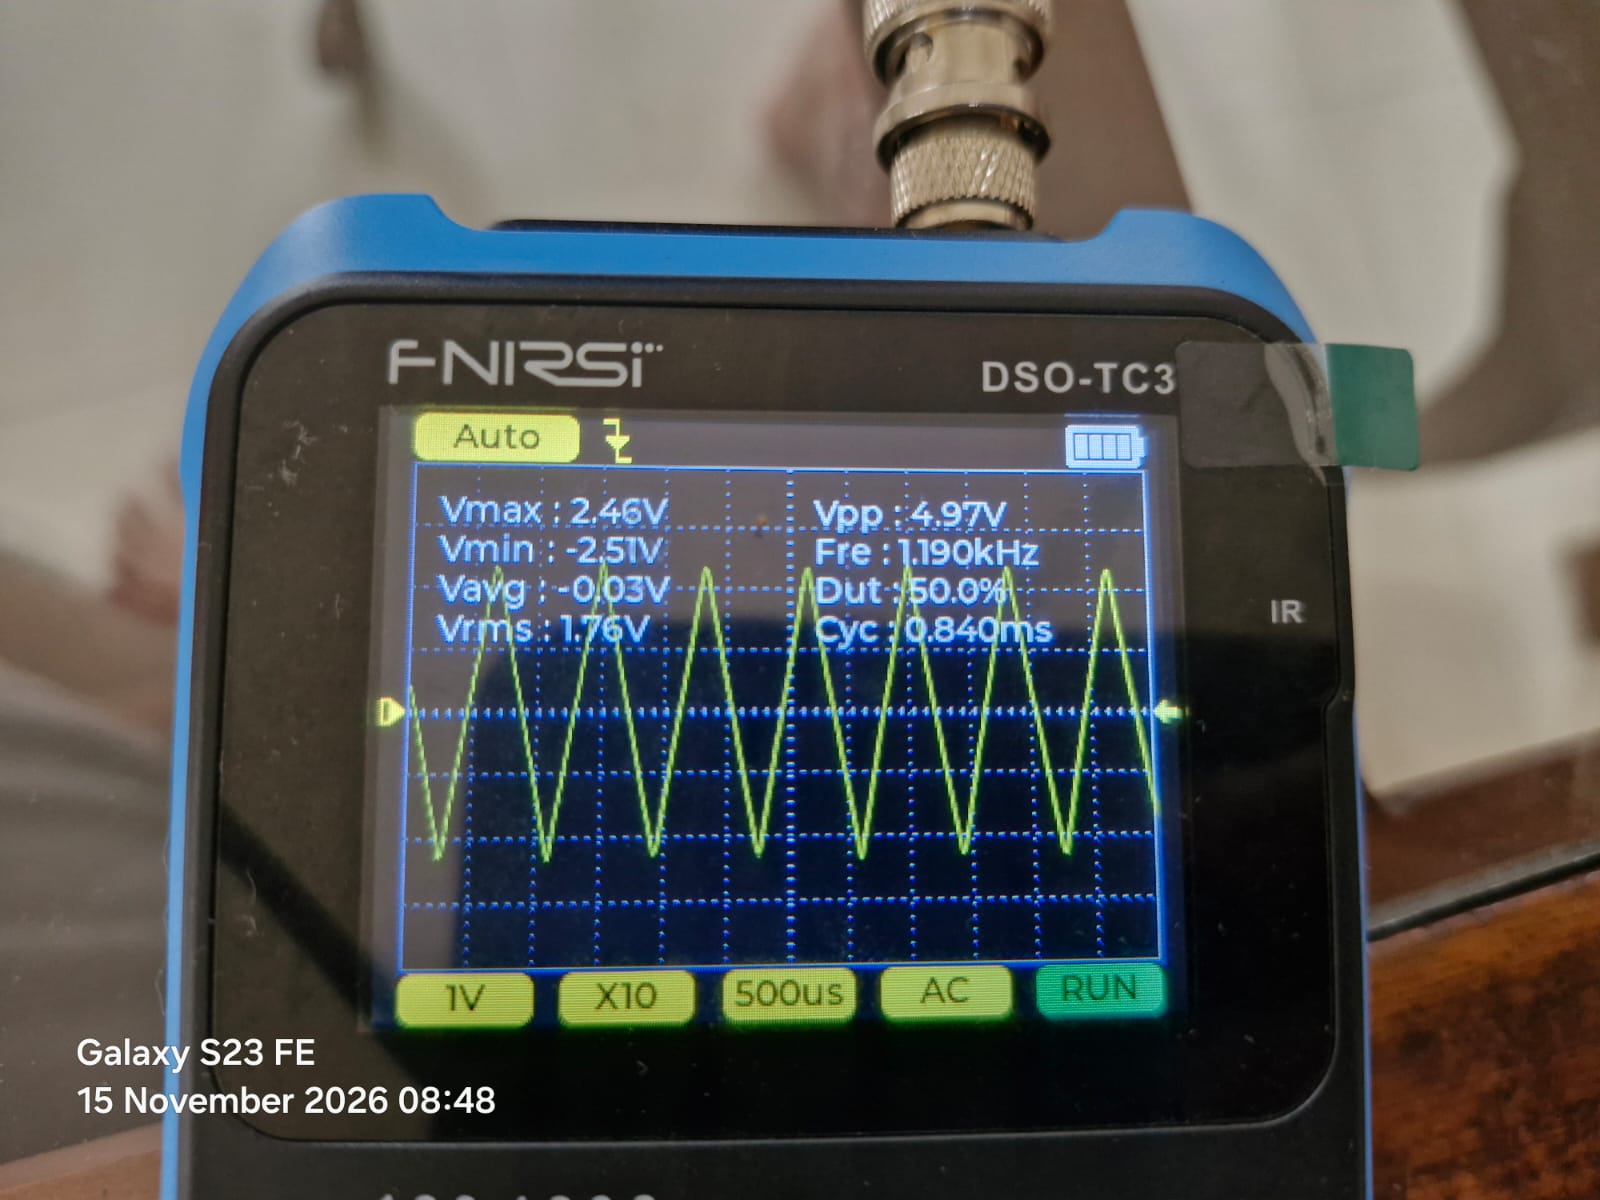 FNIRSI
DSO-TC3
Auto
Vmax : 2.46V
Vpp : 4.97V
Vmin : -2.51V
Fre : 1.190kHz
Vavg : -0.03V
Dut : 50.0%
Vrms : 1.76V
Cyc : 0.840ms
IR
1V
X10
500us
AC
RUN
Galaxy S23 FE
15 November 2026 08:48